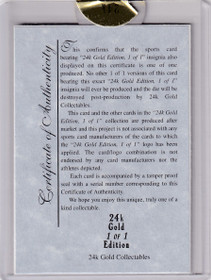 Certificate of Authenticity
This confirms that the sports card
bearing "24k Gold Edition, 1 of 1" insignia also
displayed on this certificate is one of one
produced. No other 1 of 1 versions of this card
bearing this exact "24k Gold Edition, 1 of 1"
insignia will ever be produced and the die will be
destroyed post-production by 24k Gold
Collectables.
This card and the other cards in the "24k Gold
Edition, 1 of 1" collection are produced after
market and this project is not associated with any
sports card manufacturers of the cards to which
the "24k Gold Edition, 1 of 1" logo has been
applied. The card/logo combination is not
endorsed by any card manufacturers nor the
athletes depicted.
Each card is accompanied by a tamper proof
seal with a serial number corresponding to this
Certificate of Authenticity.
We hope you enjoy this unique, truly one of a
kind collectable.
24k
Gold
1 of 1
Edition
24k Gold Collectables